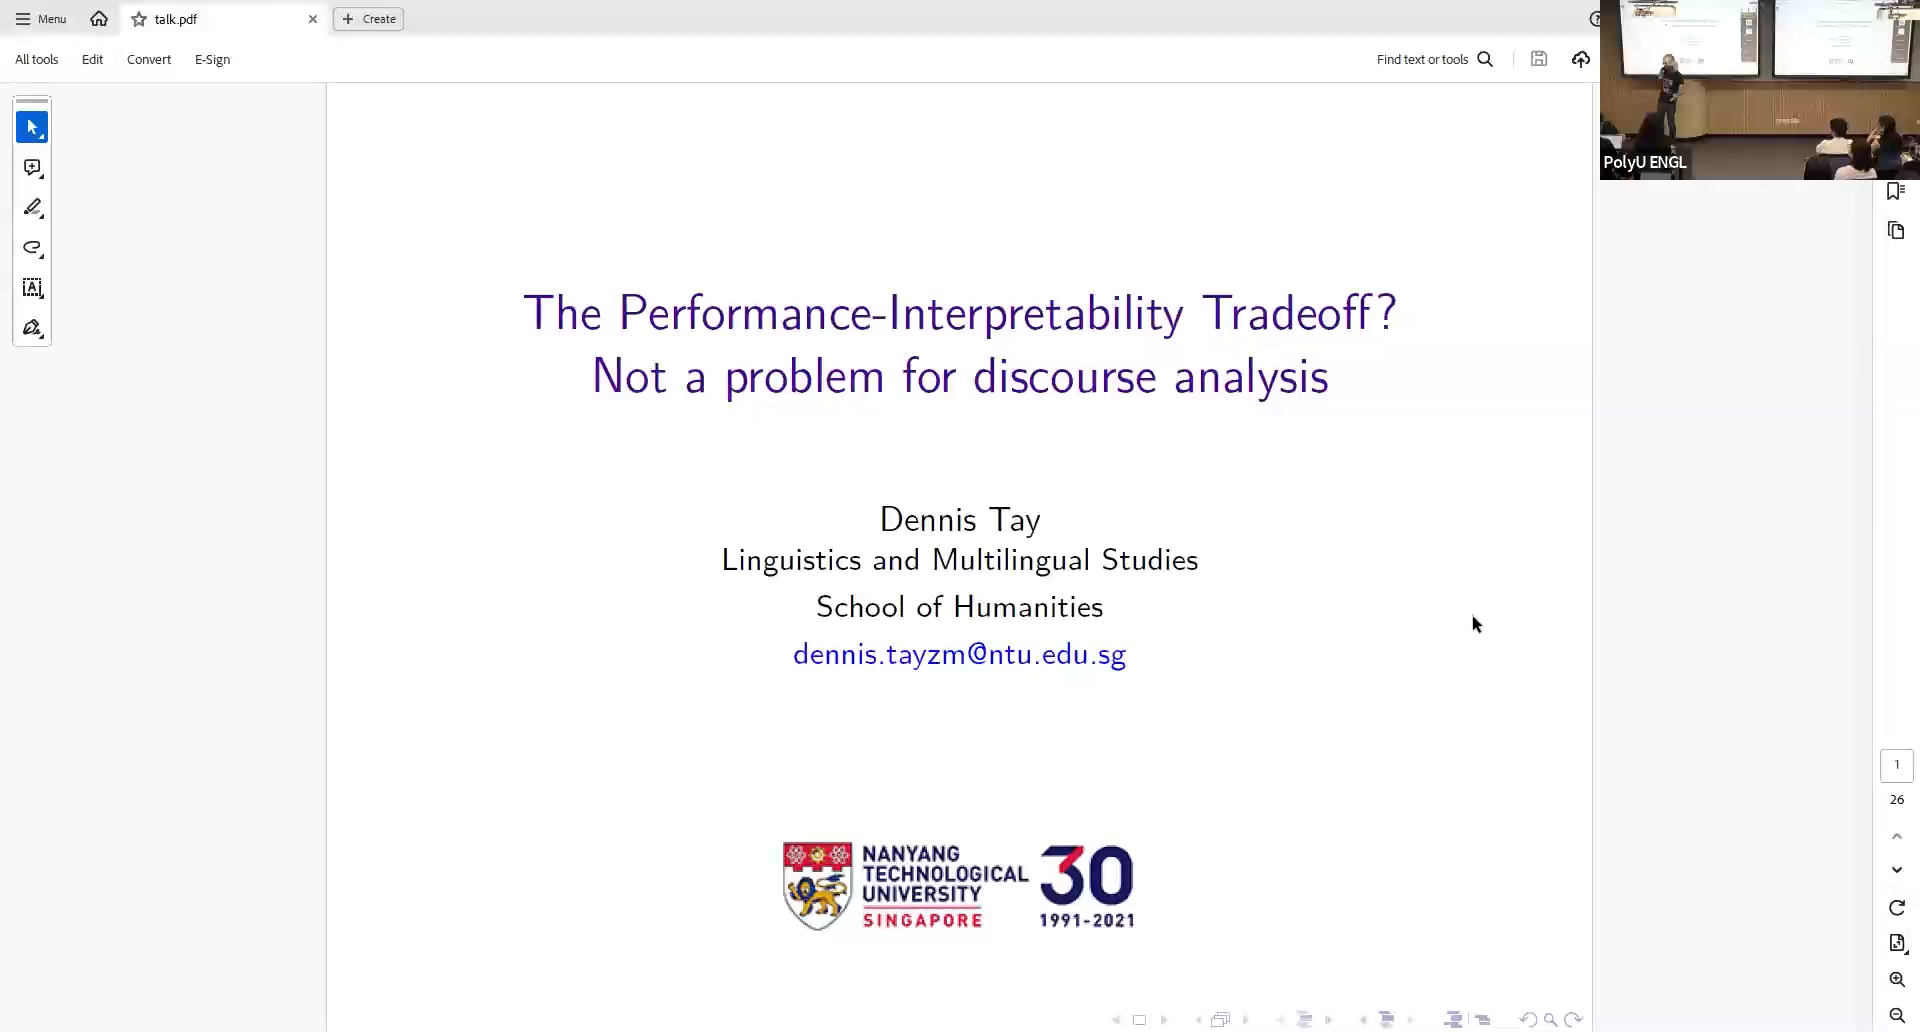 Menu
talk.pdf
Create
All tools
Edit
Convert
E-Sign
Find text or tools
PolyU ENGL
The Performance-Interpretability Tradeoff?
Not a problem for discourse analysis
Dennis Tay
Linguistics and Multilingual Studies
School of Humanities
dennis.tayzm@ntu.edu.sg
NANYANG
TECHNOLOGICAL
UNIVERSITY
SINGAPORE
30
1991-2021
1
26